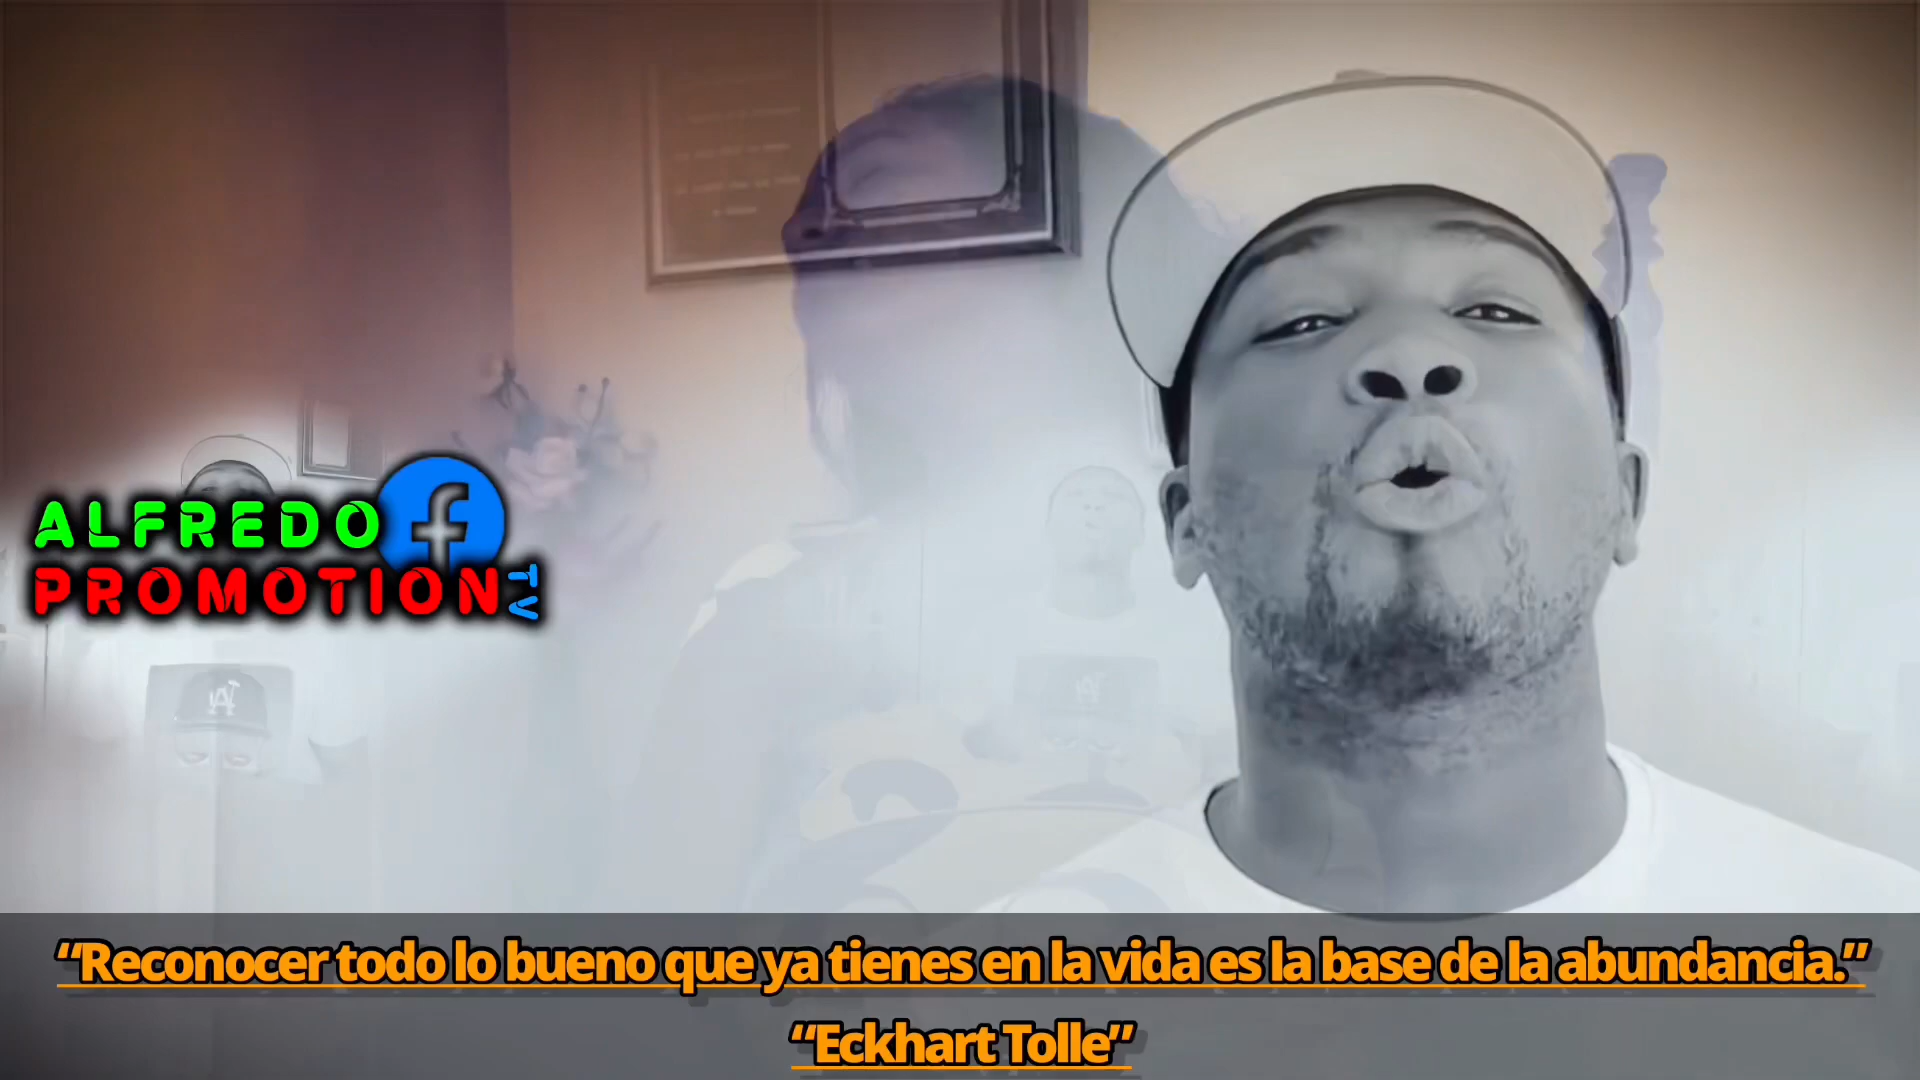 ALFREDO
PROMOTION TV
“Reconocer todo lo bueno que ya tienes en la vida es la base de la abundancia.”
“Eckhart Tolle”